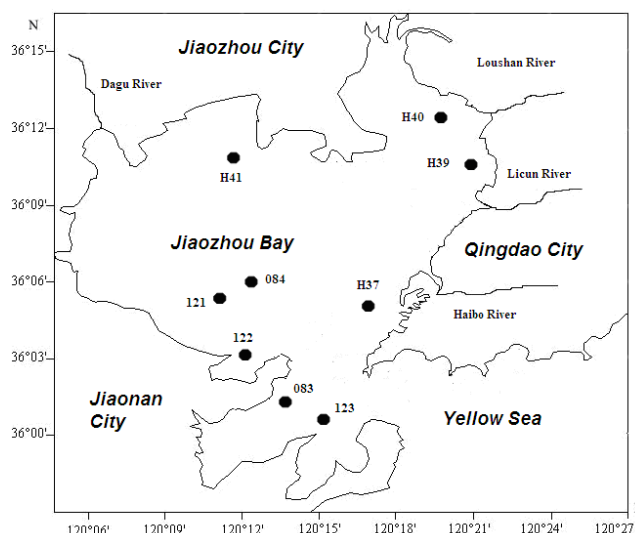 N
36°15'
Jiaozhou City
Loushan River
Dagu River
36°12'
H40
H39
H41
Licun River
36°09'
Jiaozhou Bay
Qingdao City
36°06'
084
H37
121
Haibo River
122
36°03'
083
Jiaonan
City
123
Yellow Sea
36°00'
120°06' 120°09' 120°12' 120°15' 120°18' 120°21' 120°24' 120°27'